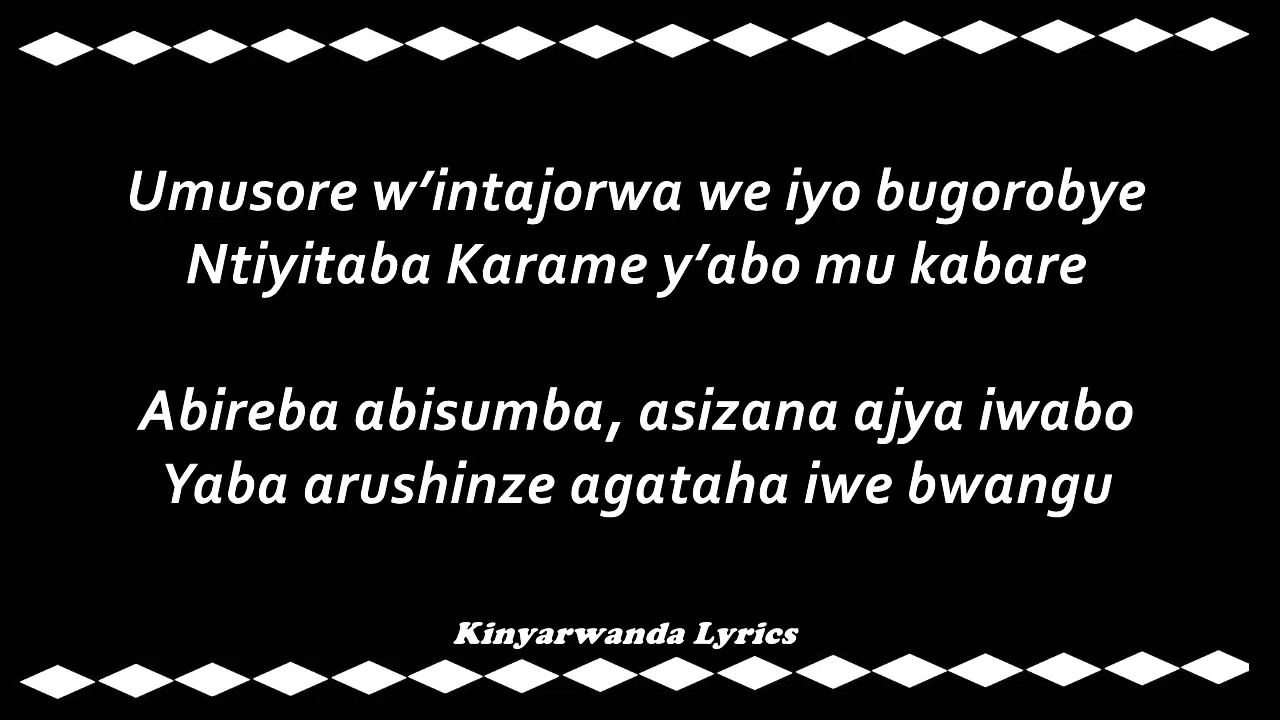 Umusore w’intajorwa we iyo bugorobye
Ntiyitaba Karame y’abo mu kabare
Abireba abisumba, asizana ajya iwabo
Yaba arushinze agataha iwe bwangu
Kinyarwanda Lyrics